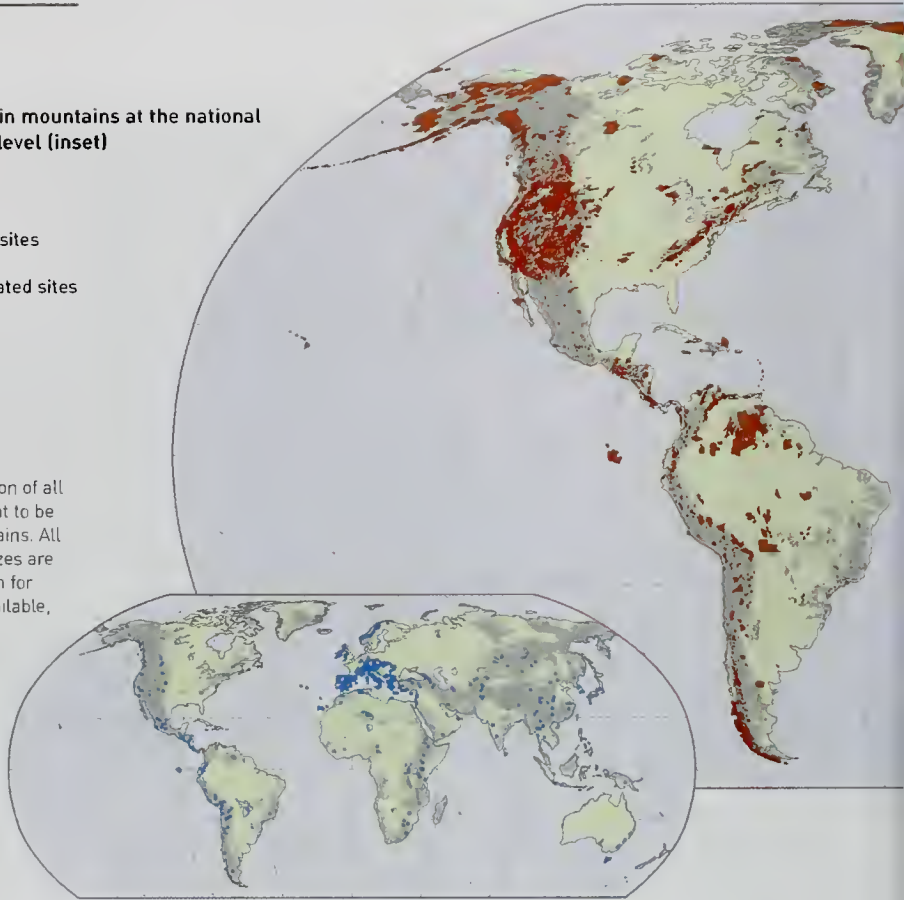 in mountains at the national
level (inset)
sites
ated sites
on of all
t to be
ains. All
zes are
n for
ilable,